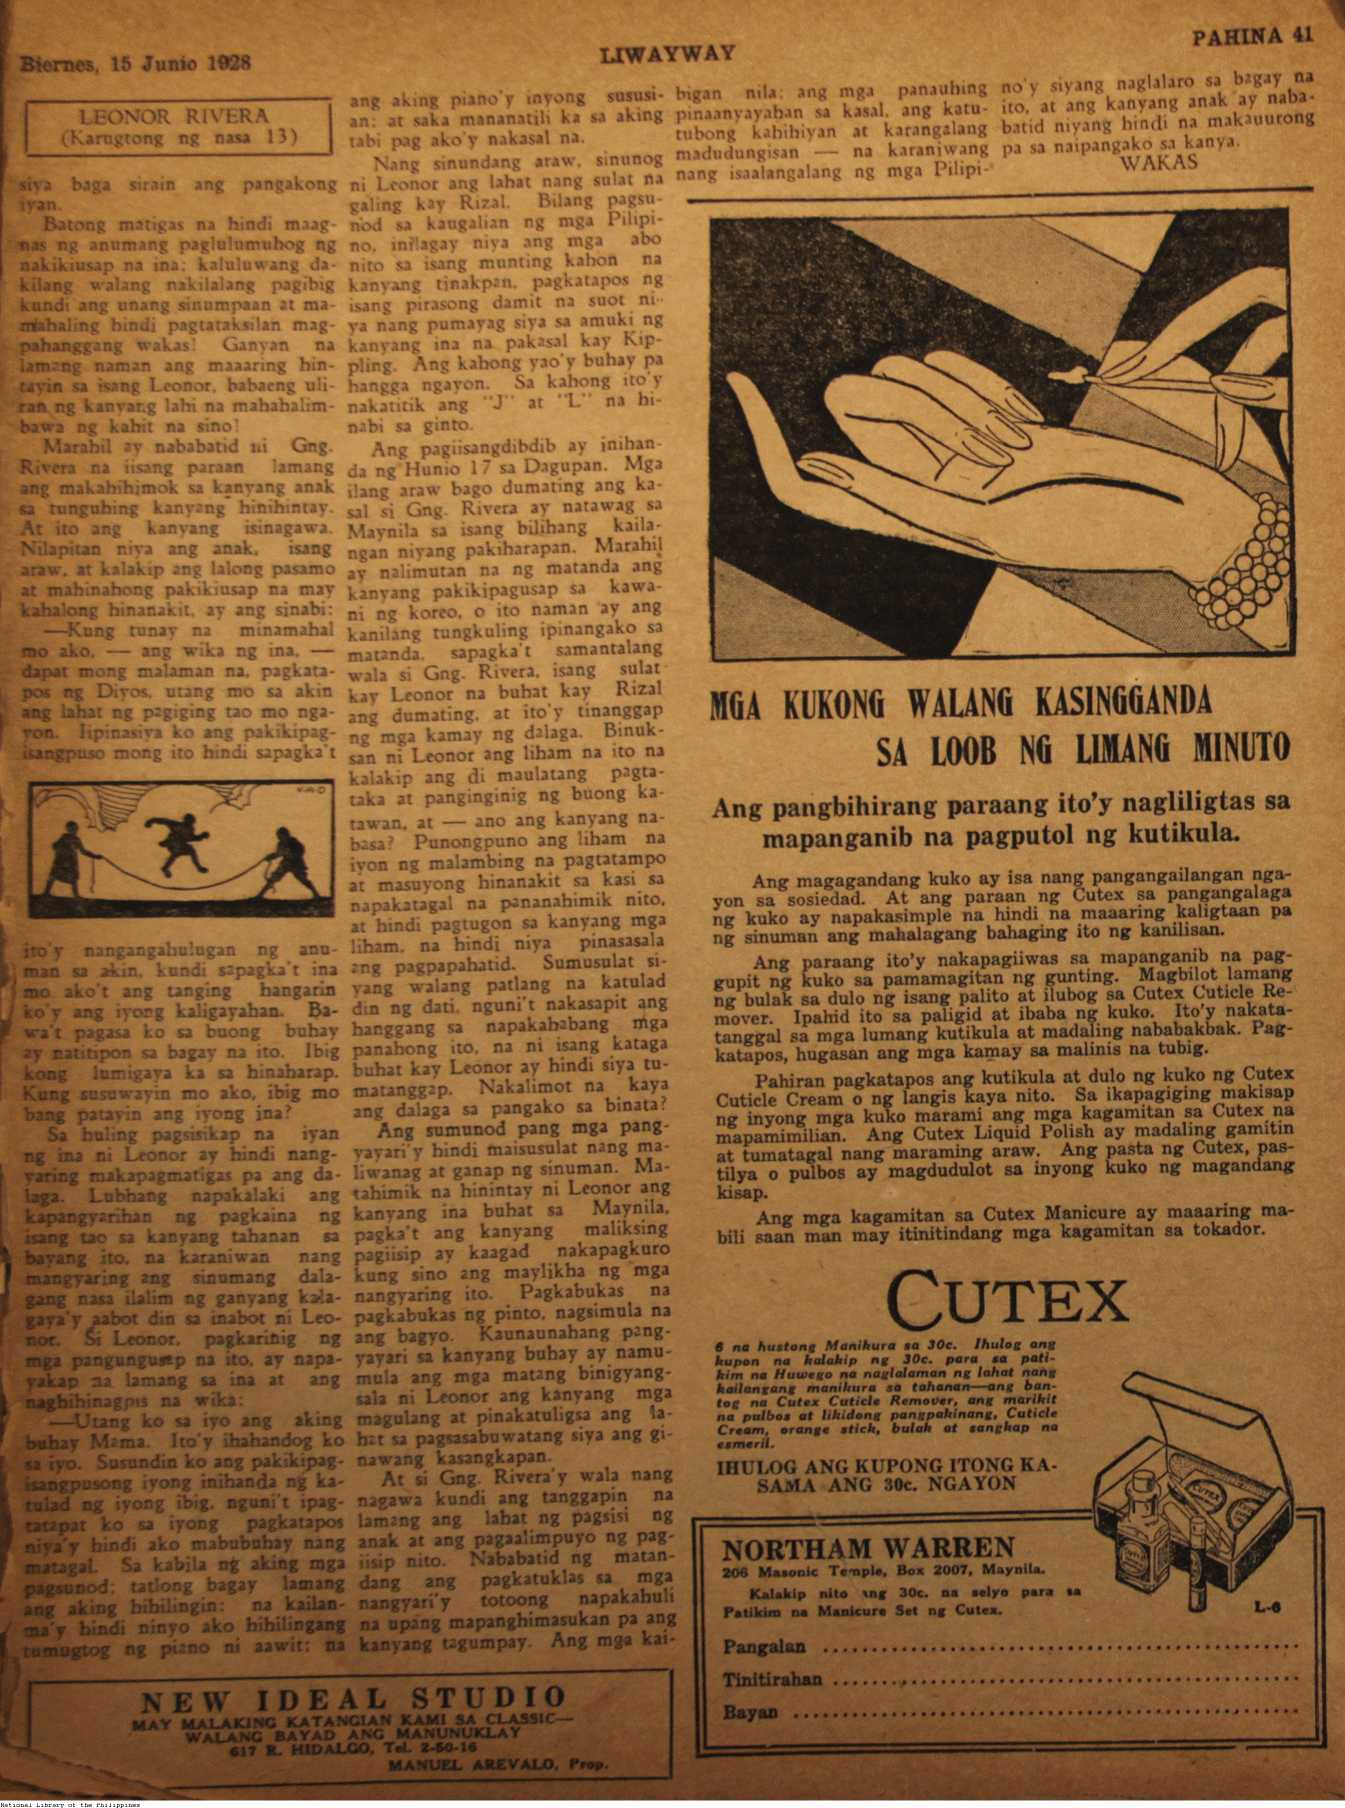 Biernes, 15 Junio 1928
LIWAYWAY
PAHINA 41
LEONOR RIVERA
(Karugtong ng nasa 13)
siya baga sirain ang pangakong
iyan.
Batong matigas na hindi maag-
nas ng anumang paglulumuhog ng
nakikiusap na ina; kaluluwang da-
kilang walang nakilalang pagibig
kundi ang unang sinumpaan at ma-
mahaling hindi pagtataksilan mag-
pahanggang wakas! Ganyan na
lamang naman ang maaaring hin-
tayin sa isang Leonor, babaeng uli-
ran ng kanyang lahi na mahahalim-
bawa ng kahit na sino!
Marahil ay nababatid ni Gng.
Rivera na iisang paraan lamang
ang makahihimok sa kanyang anak
sa tunguhing kanyang hinihintay.
At ito ang kanyang isinagawa.
Nilapitan niya ang anak, isang
araw, at kalakip ang lalong pasamo
at mahinahong pakikiusap na may
kahalong hinanakit, ay ang sinabi:
—Kung tunay na minamahal
mo ako, — ang wika ng ina, —
dapat mong malaman na, pagkata-
pos ng Diyos, utang mo sa akin
ang lahat ng pagiging tao mo nga-
yon. Iipinasiya ko ang pakikipag-
isangpuso mong ito hindi sapagka't
ito'y nangangahulugan ng anu-
man sa akin, kundi sapagka't ina
mo ako't ang tanging hangarin
ko'y ang iyong kaligayahan. Ba-
wa't pagasa ko sa buong buhay
ay natitipon sa bagay na ito. Ibig
kong lumigaya ka sa hinaharap.
Kung susuwayin mo ako, ibig mo
bang patayin ang iyong ina?
Sa huling pagsisikap na iyan
ng ina ni Leonor ay hindi nang-
yaring makapagmatigas pa ang da-
laga. Lubhang napakalaki ang
kapangyarihan ng pagkaina ng
isang tao sa kanyang tahanan sa
bayang ito, na karaniwan nang
mangyaring ang sinumang dala-
gang nasa ilalim ng ganyang kala-
gaya'y aabot din sa inabot ni Leo-
nor. Si Leonor, pagkarinig ng
mga pangungusap na ito, ay napa-
yakap na lamang sa ina at ang
naghihinagpis na wika:
—Utang ko sa iyo ang aking
buhay Mama. Ito'y ihahandog ko
sa iyo. Susundin ko ang pakikipag-
isangpusong iyong inihanda ng ka-
tulad ng iyong ibig, nguni't ipag-
tatapat ko sa iyong pagkatapos
niya'y hindi ako mabubuhay nang
matagal. Sa kabila ng aking mga
pagsunod; tatlong bagay lamang
ang aking bibilingin: na kailan-
ma'y hindi ninyo ako hihilingang
tumugtog ng piano ni aawit; na
ang aking piano'y inyong sususi-
an; at saka mananatili ka sa aking
tabi pag ako'y nakasal na.
Nang sinundang araw, sinunog
ni Leonor ang lahat nang sulat na
galing kay Rizal. Bilang pagsu-
nod sa kaugalian ng mga Pilipi-
no, inilagay niya ang mga abo
nito sa isang munting kahon na
kanyang tinakpan, pagkatapos ng
isang pirasong damit na suot ni-
ya nang pumayag siya sa amuki ng
kanyang ina na pakasal kay Kip-
pling. Ang kahong yao'y buhay pa
hangga ngayon. Sa kahong ito'y
nakatitik ang "J" at "L" na hi-
nabi sa ginto.
Ang pagiisangdibdib ay inihan-
da ng Hunio 17 sa Dagupan. Mga
ilang araw bago dumating ang ka-
sal si Gng. Rivera ay natawag sa
Maynila sa isang bilihang kaila-
ngan niyang pakiharapan. Marahil
ay nalimutan na ng matanda ang
kanyang pakikipagusap sa kawa-
ni ng koreo, o ito naman ay ang
kanilang tungkuling ipinangako sa
matanda, sapagka't samantalang
wala si Gng. Rivera, isang sulat
kay Leonor na buhat kay Rizal
ang dumating, at ito'y tinanggap
ng mga kamay ng dalaga. Binuk-
san ni Leonor ang liham na ito na
kalakip ang di maulatang pagta-
taka at panginginig ng buong ka-
tawan, at — ano ang kanyang na-
basa? Punongpuno ang liham na
iyon ng malambing na pagtatampo
at masuyong hinanakit sa kasi sa
napakatagal na pananahimik nito,
at hindi pagtugon sa kanyang mga
liham, na hindi niya pinasasala
ang pagpapahatid. Sumusulat si-
yang walang patlang na katulad
din ng dati, nguni't nakasapit ang
hanggang sa napakahabang mga
panahong ito, na ni isang kataga
buhat kay Leonor ay hindi siya tu-
matanggap. Nakalimot na kaya
ang dalaga sa pangako sa binata?
Ang sumunod pang mga pang-
yayari'y hindi maisusulat nang ma-
liwanag at ganap ng sinuman. Ma-
tahimik na hinintay ni Leonor ang
kanyang ina buhat sa Maynila,
pagka't ang kanyang maliksing
pagiisip ay kaagad nakapagkuro
kung sino ang maylikha ng mga
nangyaring ito. Pagkabukas na
pagkabukas ng pinto, nagsimula na
ang bagyo. Kaunaunahang pang-
yayari sa kanyang buhay ay namu-
mula ang mga matang binigyang-
sala ni Leonor ang kanyang mga
magulang at pinakatuligsa ang la-
hat sa pagsasabuwatang siya ang gi-
nawang kasangkapan.
At si Gng. Rivera'y wala nang
nagawa kundi ang tanggapin na
lamang ang lahat ng pagsisi ng
anak at ang pagaalimpuyo ng pag-
iisip nito. Nababatid ng matan-
dang ang pagkatuklas sa mga
nangyari'y totoong napakahuli
na upang mapanghimasukan pa ang
kanyang tagumpay. Ang mga kai-
bigan nila; ang mga panauhing
pinaanyayahan sa kasal, ang katu-
tubong kahihiyan at karangalang
madudungisan — na karaniwang
nang isaalangalang ng mga Pilipi-
no'y siyang naglalaro sa bagay na
ito, at ang kanyang anak ay naba-
batid niyang hindi na makauurong
pa sa naipangako sa kanya.
WAKAS
MGA KUKONG WALANG KASINGGANDA
SA LOOB NG LIMANG MINUTO
Ang pangbihirang paraang ito'y nagliligtas sa
mapanganib na pagputol ng kutikula.
Ang magagandang kuko ay isa nang pangangailangan nga-
yon sa sosiedad. At ang paraan ng Cutex sa pangangalaga
ng kuko ay napakasimple na hindi na maaaring kaligtaan pa
ng sinuman ang mahalagang bahaging ito ng kanilisan.
Ang paraang ito'y nakapagiiwas sa mapanganib na pag-
gupit ng kuko sa pamamagitan ng gunting. Magbilot lamang
ng bulak sa dulo ng isang palito at ilubog sa Cutex Cuticle Re-
mover. Ipahid ito sa paligid at ibaba ng kuko. Ito'y nakata-
tanggal sa mga lumang kutikula at madaling nababakbak. Pag-
katapos, hugasan ang mga kamay sa malinis na tubig.
Pahiran pagkatapos ang kutikula at dulo ng kuko ng Cutex
Cuticle Cream o ng langis kaya nito. Sa ikapagiging makisap
ng inyong mga kuko marami ang mga kagamitan sa Cutex na
mapamimilian. Ang Cutex Liquid Polish ay madaling gamitin
at tumatagal nang maraming araw. Ang pasta ng Cutex, pas-
tilya o pulbos ay magdudulot sa inyong kuko ng magandang
kisap.
Ang mga kagamitan sa Cutex Manicure ay maaaring ma-
bili saan man may itinitindang mga kagamitan sa tokador.
CUTEX
6 na hustong Manikura sa 30c. Ihulog ang
kupon na kalakip ng 30c. para sa pati-
kim na Huwego na naglalaman ng lahat nang
kailangang manikura sa tahanan—ang ban-
tog na Cutex Cuticle Remover, ang marikit
na pulbos at likidong pangpakinang, Cuticle
Cream, orange stick, bulak at sangkap na
esmeril.
IHULOG ANG KUPONG ITONG KA-
SAMA ANG 30c. NGAYON
CUTEX
NORTHAM WARREN
206 Masonic Temple, Box 2007, Maynila.
Kalakip nito ang 30c. na selyo para sa
Patikim na Manicure Set ng Cutex.
L-6
Pangalan
Tinitirahan
Bayan
NEW IDEAL STUDIO
MAY MALAKING KATANGIAN KAMI SA CLASSIC—
WALANG BAYAD ANG MANUNUKLAY
617 R. HIDALGO, Tel. 2-50-16
MANUEL AREVALO, Prop.
National Library of the Philippines